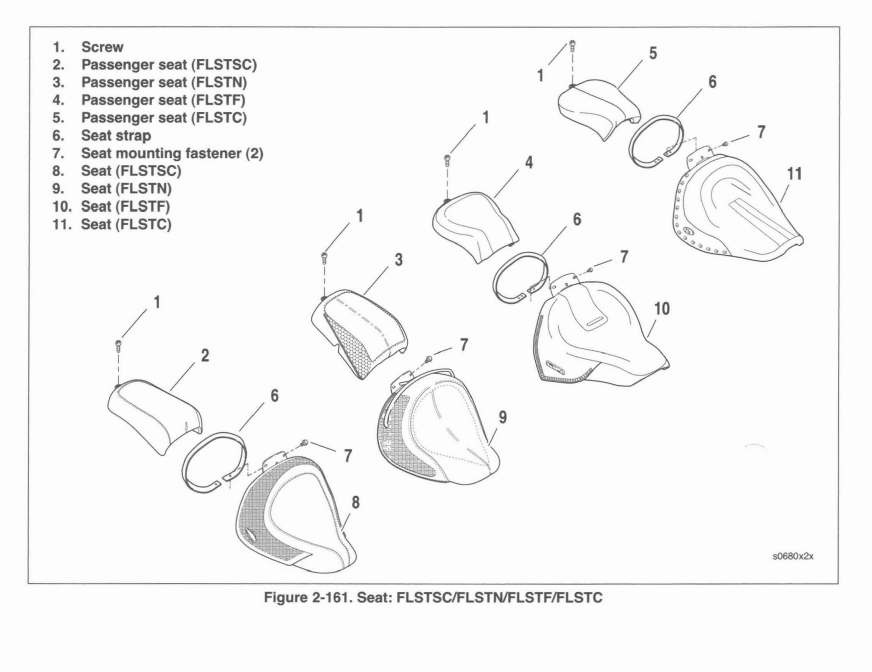 1. Screw
2. Passenger seat (FLSTSC)
3. Passenger seat (FLSTN)
4. Passenger seat (FLSTF)
5. Passenger seat (FLSTC)
6. Seat strap
7. Seat mounting fastener (2)
8. Seat (FLSTSC)
9. Seat (FLSTN)
10. Seat (FLSTF)
11. Seat (FLSTC)
1
5
6
7
11
1
4
6
7
10
1
3
7
9
1
2
6
7
8
s0680x2x
Figure 2-161. Seat: FLSTSC/FLSTN/FLSTF/FLSTC